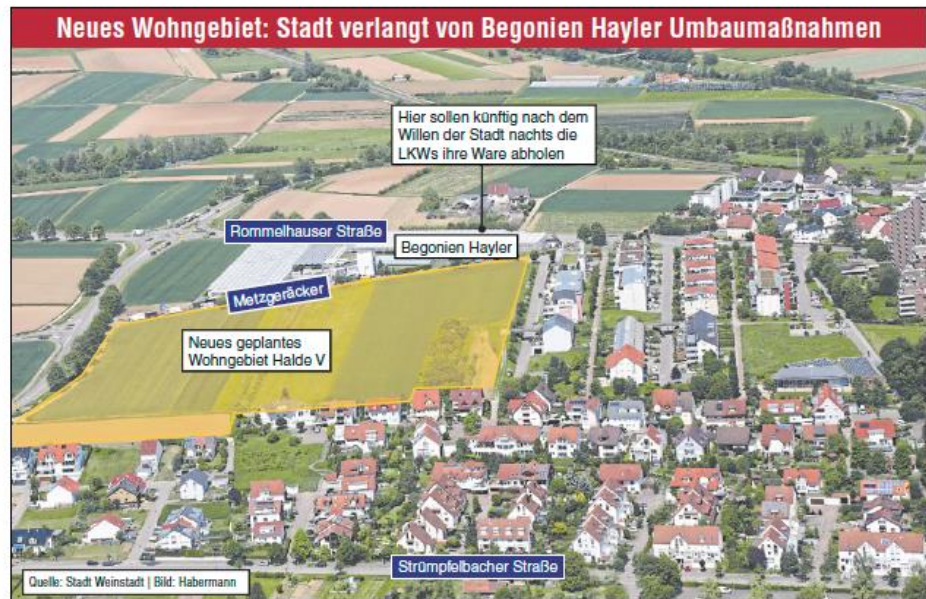 Neues Wohngebiet: Stadt verlangt von Begonien Hayler Umbaumaßnahmen
Hier sollen künftig nach dem
Willen der Stadt nachts die
LKWs ihre Ware abholen
Rommelhauser Straße
Begonien Hayler
Metzgeräcker
Neues geplantes
Wohngebiet Halde V
Strümpfelbacher Straße
Quelle: Stadt Weinstadt | Bild: Habermann